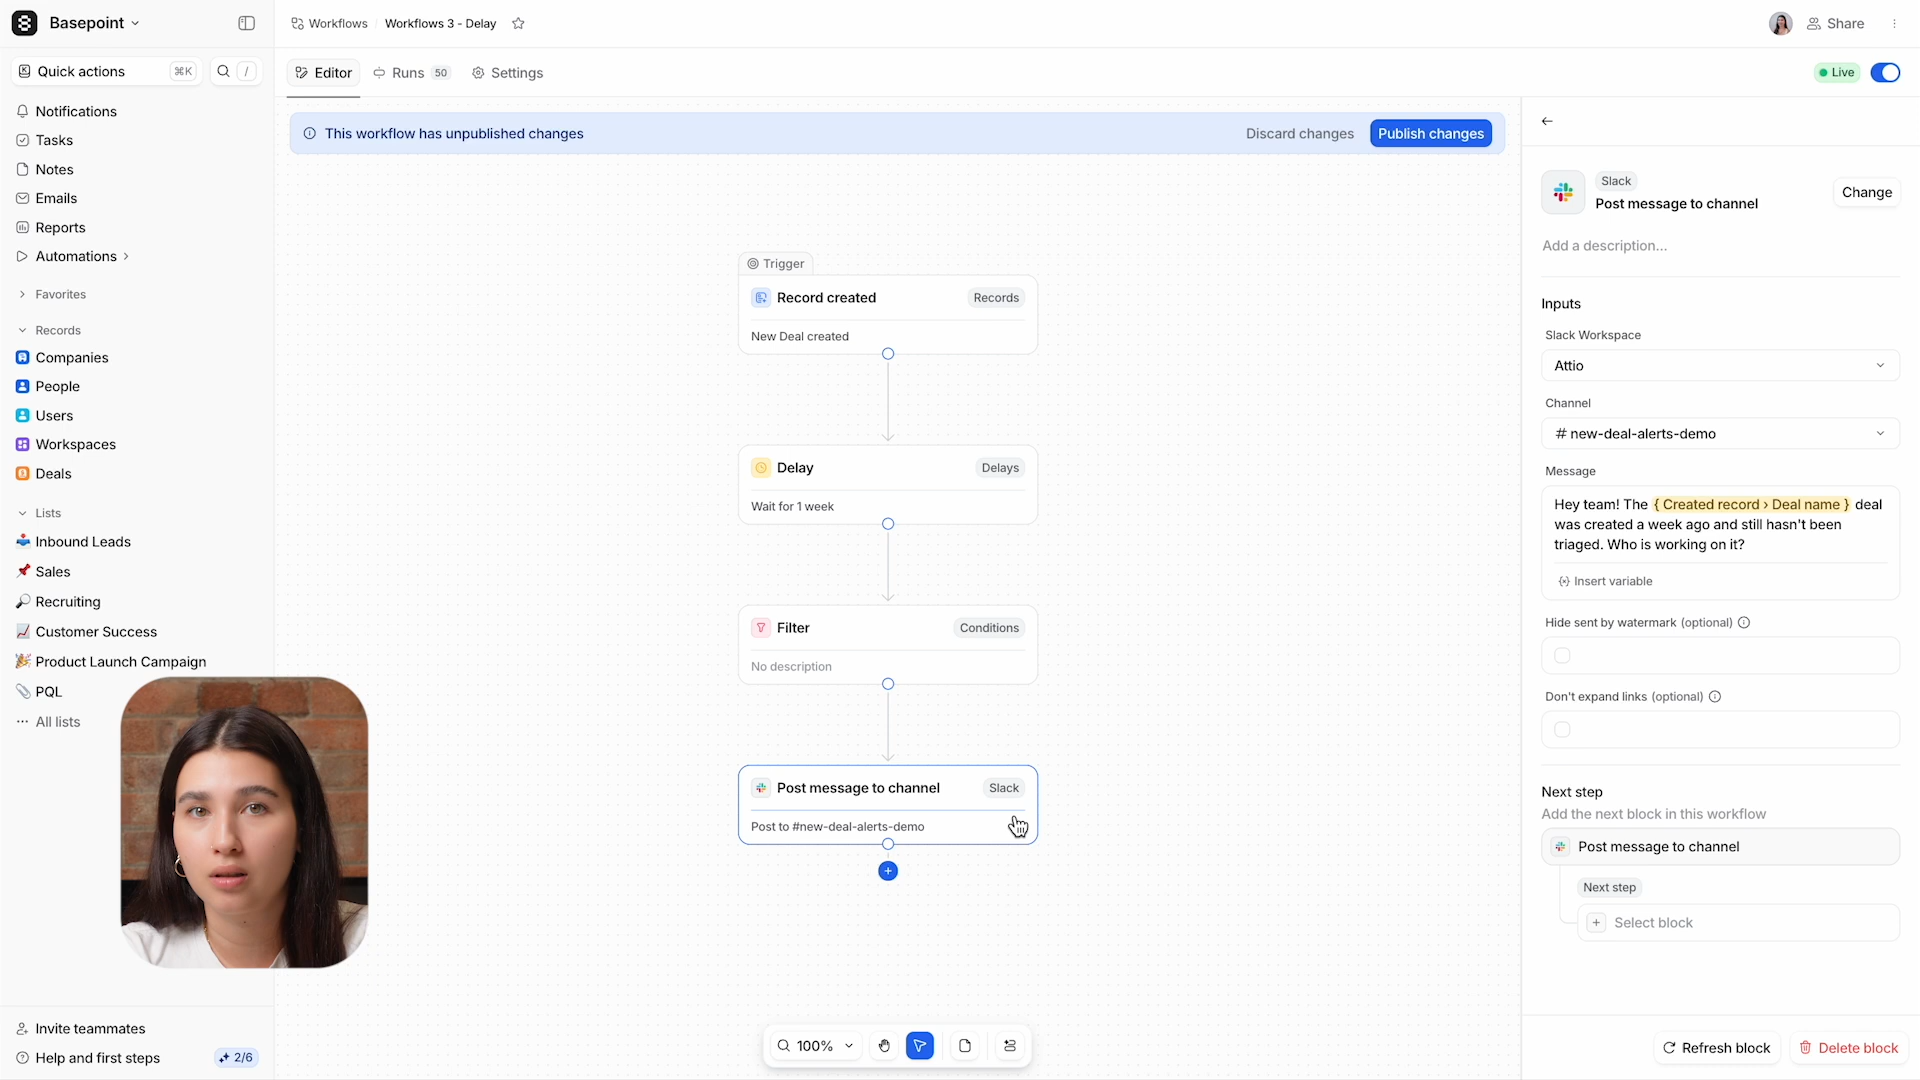 Basepoint
Workflows / Workflows 3 - Delay
Share
Quick actions ⌘K /
Editor
Runs 50
Settings
Live
Notifications
Tasks
Notes
Emails
Reports
Automations
Favorites
Records
Companies
People
Users
Workspaces
Deals
Lists
Inbound Leads
Sales
Recruiting
Customer Success
Product Launch Campaign
PQL
All lists
Invite teammates
Help and first steps 2/6
This workflow has unpublished changes
Discard changes
Publish changes
Trigger
Record created Records
New Deal created
Delay Delays
Wait for 1 week
Filter Conditions
No description
Post message to channel Slack
Post to #new-deal-alerts-demo
100%
Slack
Post message to channel
Change
Add a description...
Inputs
Slack Workspace
Attio
Channel
# new-deal-alerts-demo
Message
Hey team! The { Created record › Deal name } deal
was created a week ago and still hasn't been
triaged. Who is working on it?
Insert variable
Hide sent by watermark (optional)
Don't expand links (optional)
Next step
Add the next block in this workflow
Post message to channel
Next step
Select block
Refresh block
Delete block